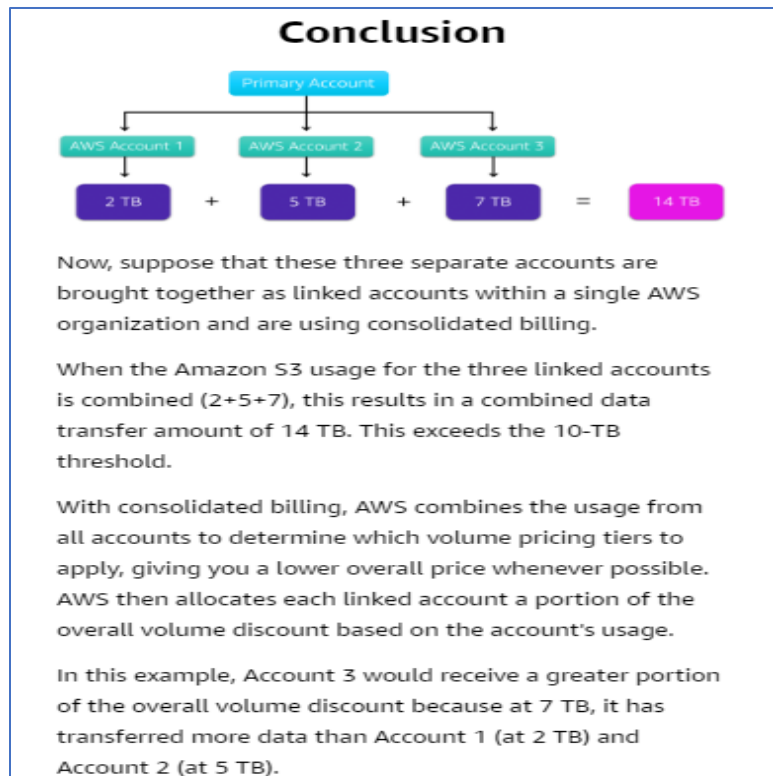 Conclusion
Primary Account
AWS Account 1 AWS Account 2 AWS Account 3
2 TB + 5 TB + 7 TB = 14 TB
Now, suppose that these three separate accounts are
brought together as linked accounts within a single AWS
organization and are using consolidated billing.
When the Amazon S3 usage for the three linked accounts
is combined (2+5+7), this results in a combined data
transfer amount of 14 TB. This exceeds the 10-TB
threshold.
With consolidated billing, AWS combines the usage from
all accounts to determine which volume pricing tiers to
apply, giving you a lower overall price whenever possible.
AWS then allocates each linked account a portion of the
overall volume discount based on the account's usage.
In this example, Account 3 would receive a greater portion
of the overall volume discount because at 7 TB, it has
transferred more data than Account 1 (at 2 TB) and
Account 2 (at 5 TB).